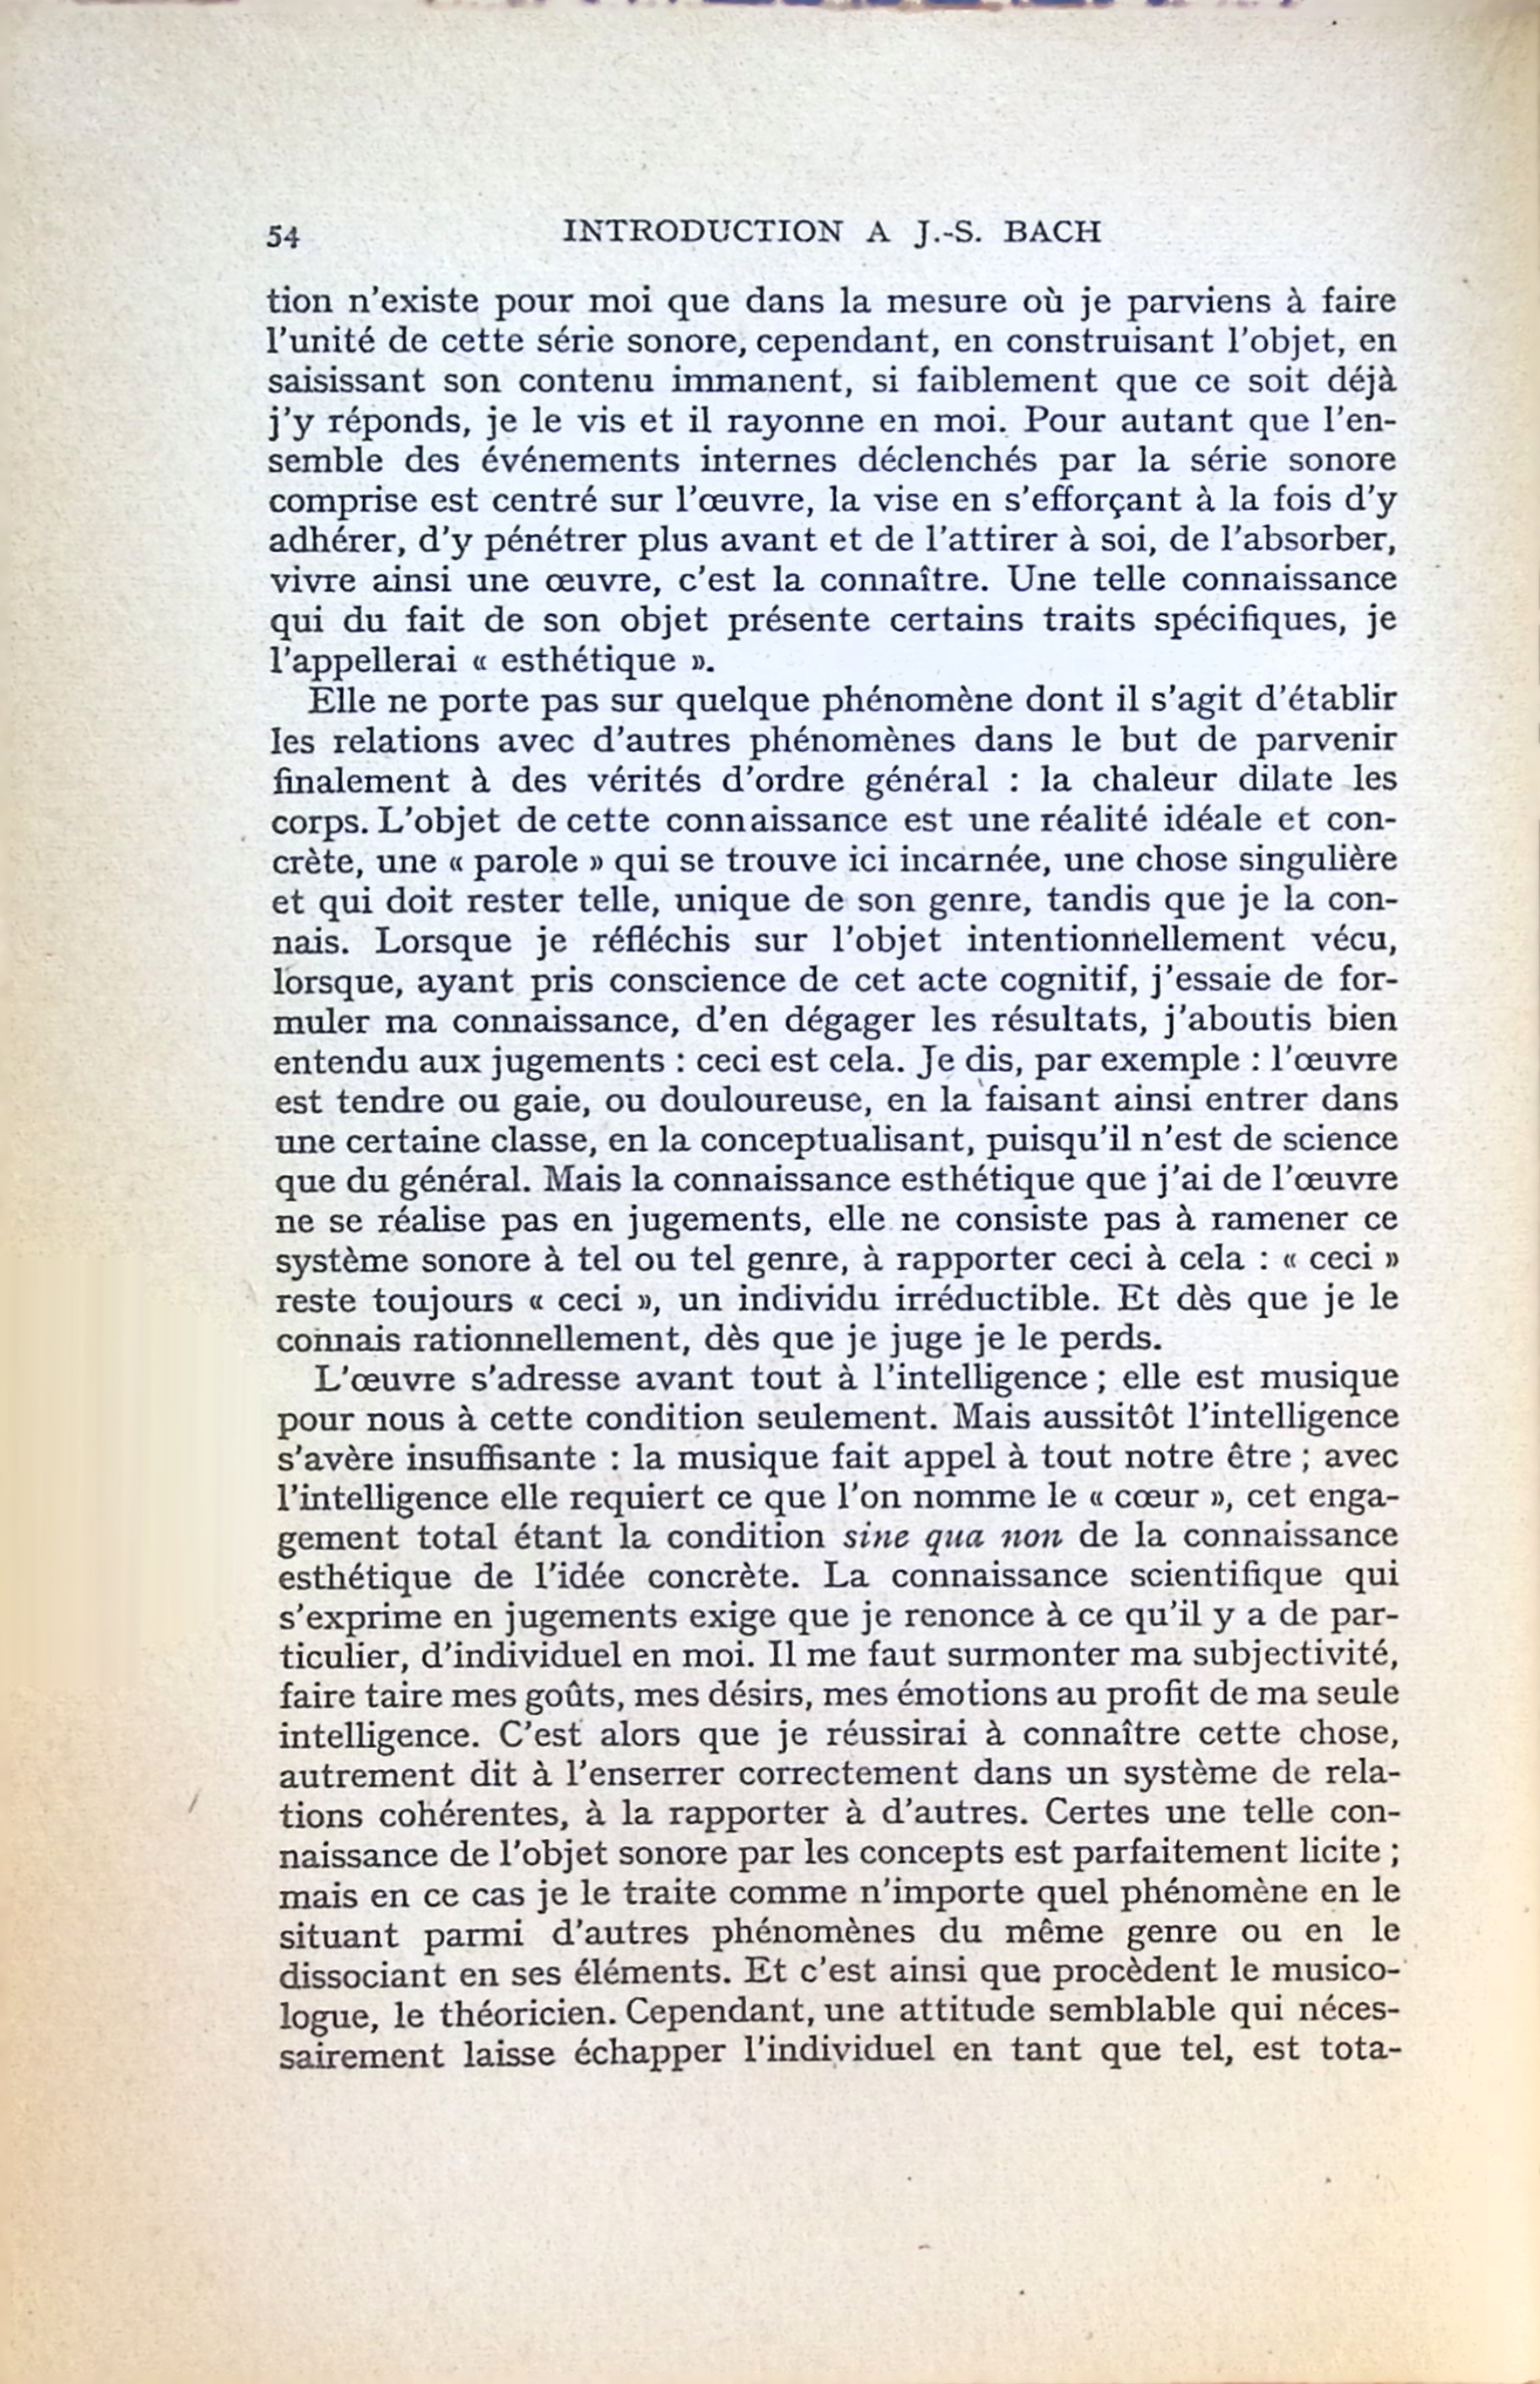 54 INTRODUCTION A J.-S. BACH
tion n'existe pour moi que dans la mesure où je parviens à faire
l'unité de cette série sonore, cependant, en construisant l'objet, en
saisissant son contenu immanent, si faiblement que ce soit déjà
j'y réponds, je le vis et il rayonne en moi. Pour autant que l'en-
semble des événements internes déclenchés par la série sonore
comprise est centré sur l'œuvre, la vise en s'efforçant à la fois d'y
adhérer, d'y pénétrer plus avant et de l'attirer à soi, de l'absorber,
vivre ainsi une œuvre, c'est la connaître. Une telle connaissance
qui du fait de son objet présente certains traits spécifiques, je
l'appellerai « esthétique ».
Elle ne porte pas sur quelque phénomène dont il s'agit d'établir
les relations avec d'autres phénomènes dans le but de parvenir
finalement à des vérités d'ordre général : la chaleur dilate les
corps. L'objet de cette connaissance est une réalité idéale et con-
crète, une « parole » qui se trouve ici incarnée, une chose singulière
et qui doit rester telle, unique de son genre, tandis que je la con-
nais. Lorsque je réfléchis sur l'objet intentionnellement vécu,
lorsque, ayant pris conscience de cet acte cognitif, j'essaie de for-
muler ma connaissance, d'en dégager les résultats, j'aboutis bien
entendu aux jugements : ceci est cela. Je dis, par exemple : l'œuvre
est tendre ou gaie, ou douloureuse, en la faisant ainsi entrer dans
une certaine classe, en la conceptualisant, puisqu'il n'est de science
que du général. Mais la connaissance esthétique que j'ai de l'œuvre
ne se réalise pas en jugements, elle ne consiste pas à ramener ce
système sonore à tel ou tel genre, à rapporter ceci à cela : « ceci »
reste toujours « ceci », un individu irréductible. Et dès que je le
connais rationnellement, dès que je juge je le perds.
L'œuvre s'adresse avant tout à l'intelligence ; elle est musique
pour nous à cette condition seulement. Mais aussitôt l'intelligence
s'avère insuffisante : la musique fait appel à tout notre être ; avec
l'intelligence elle requiert ce que l'on nomme le « cœur », cet enga-
gement total étant la condition sine qua non de la connaissance
esthétique de l'idée concrète. La connaissance scientifique qui
s'exprime en jugements exige que je renonce à ce qu'il y a de par-
ticulier, d'individuel en moi. Il me faut surmonter ma subjectivité,
faire taire mes goûts, mes désirs, mes émotions au profit de ma seule
intelligence. C'est alors que je réussirai à connaître cette chose,
autrement dit à l'enserrer correctement dans un système de rela-
tions cohérentes, à la rapporter à d'autres. Certes une telle con-
naissance de l'objet sonore par les concepts est parfaitement licite ;
mais en ce cas je le traite comme n'importe quel phénomène en le
situant parmi d'autres phénomènes du même genre ou en le
dissociant en ses éléments. Et c'est ainsi que procèdent le musico-
logue, le théoricien. Cependant, une attitude semblable qui néces-
sairement laisse échapper l'individuel en tant que tel, est tota-